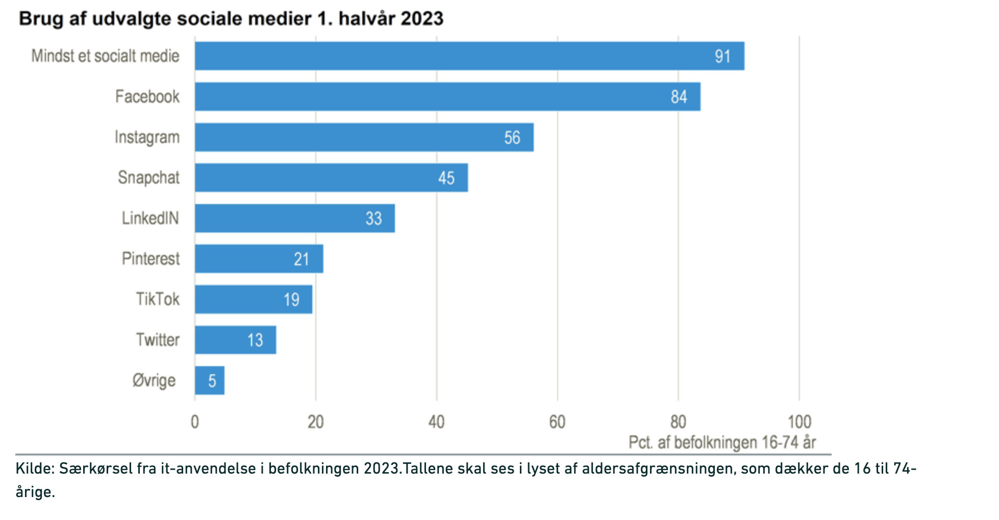 Brug af udvalgte sociale medier 1. halvår 2023
Mindst et socialt medie 91
Facebook 84
Instagram 56
Snapchat 45
LinkedIN 33
Pinterest 21
TikTok 19
Twitter 13
Øvrige 5
0 20 40 60 80 100
Pct. af befolkningen 16-74 år
Kilde: Særkørsel fra it-anvendelse i befolkningen 2023.Tallene skal ses i lyset af aldersafgrænsningen, som dækker de 16 til 74-
årige.